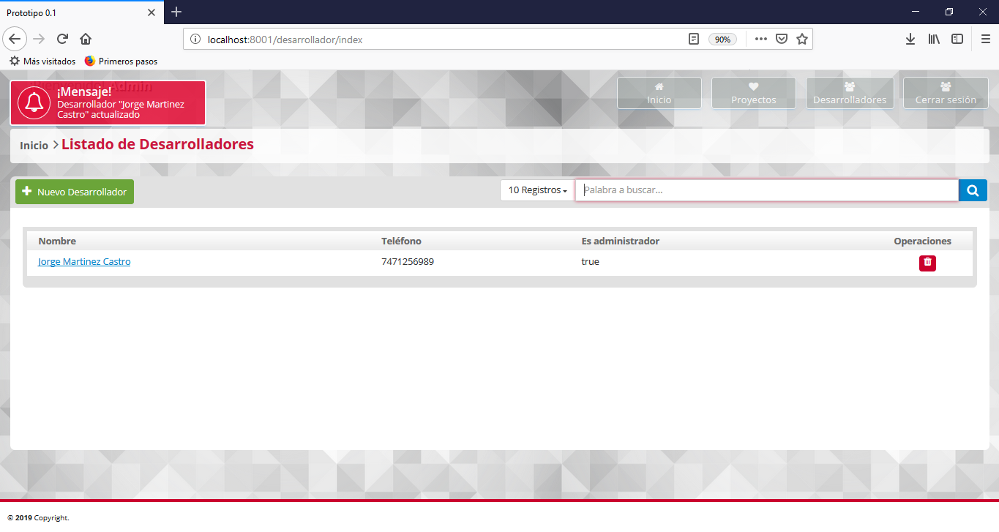 Prototipo 0.1
localhost:8001/desarrollador/index
90%
Más visitados
Primeros pasos
Admin
¡Mensaje!
Desarrollador "Jorge Martinez
Castro" actualizado
Inicio
Proyectos
Desarrolladores
Cerrar sesión
Inicio > Listado de Desarrolladores
Nuevo Desarrollador
10 Registros
Palabra a buscar...
Nombre Teléfono Es administrador Operaciones
Jorge Martinez Castro 7471256989 true
© 2019 Copyright.